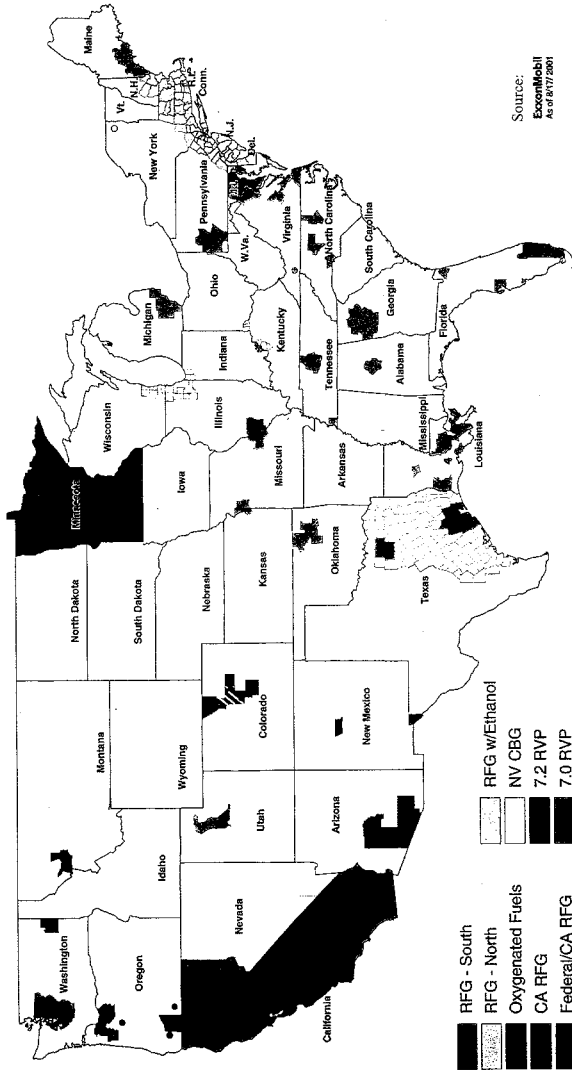 Washington
Oregon
California
Nevada
Idaho
Montana
Wyoming
Utah
Arizona
Colorado
New Mexico
North Dakota
South Dakota
Nebraska
Kansas
Oklahoma
Texas
Minnesota
Iowa
Missouri
Arkansas
Louisiana
Wisconsin
Illinois
Michigan
Indiana
Ohio
Kentucky
Tennessee
Mississippi
Alabama
Georgia
Florida
South Carolina
North Carolina
Virginia
W.Va.
Pennsylvania
New York
Vt.
N.H.
Maine
R.I.
Conn.
N.J.
Del.
RFG - South
RFG - North
Oxygenated Fuels
CA RFG
Federal/CA RFG
RFG w/Ethanol
NV CBG
7.2 RVP
7.0 RVP
Source:
ExxonMobil
As of 8/17/2001